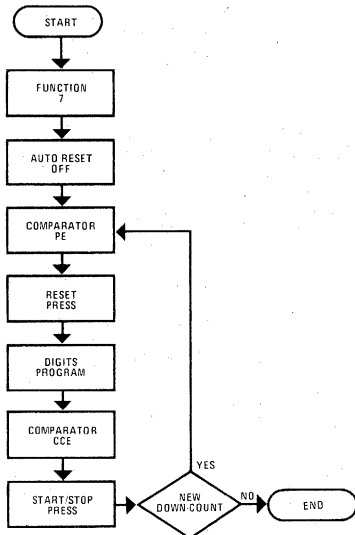 START
FUNCTION
7
AUTO RESET
OFF
COMPARATOR
PE
RESET
PRESS
DIGITS
PROGRAM
COMPARATOR
CCE
START/STOP
PRESS
YES
NEW
DOWN-COUNT
NO
END